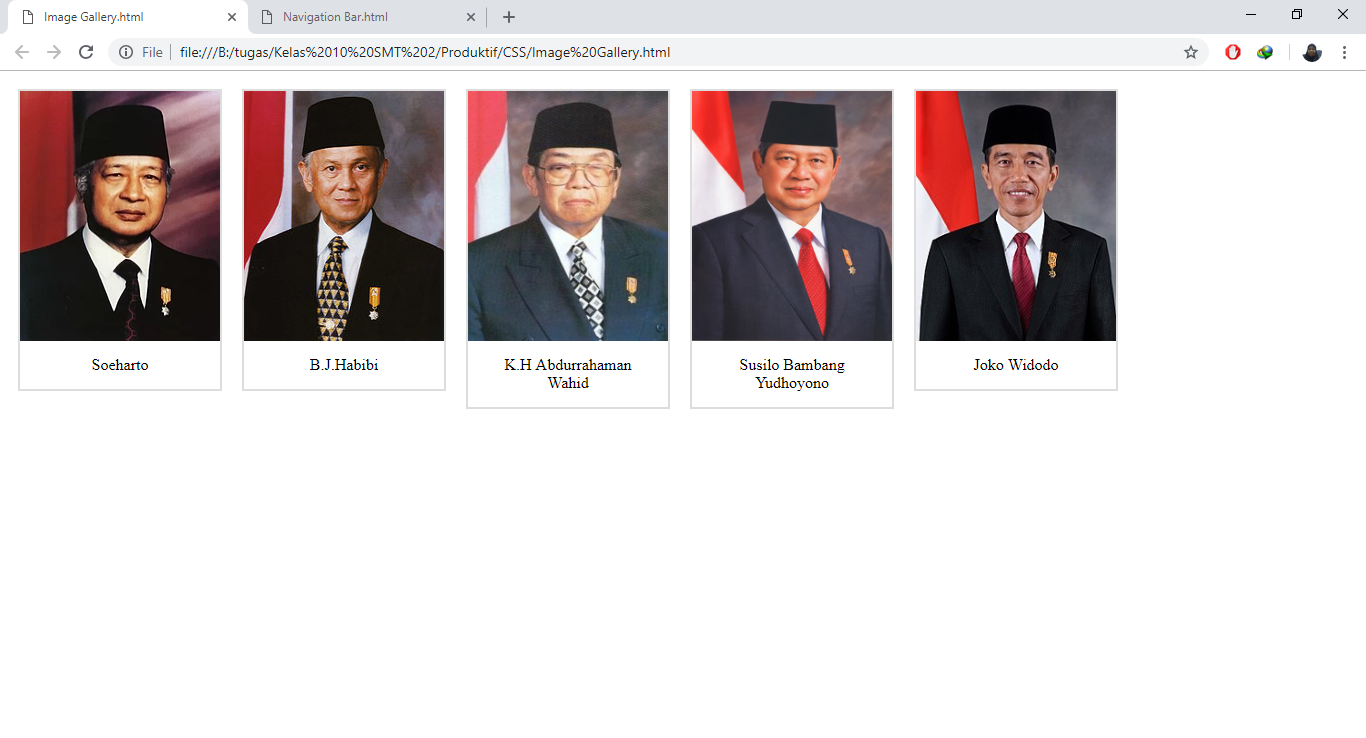 Image Gallery.html
Navigation Bar.html
File
file:///B:/tugas/Kelas%2010%20SMT%202/Produktif/CSS/Image%20Gallery.html
Soeharto
B.J.Habibi
K.H Abdurrahaman
Wahid
Susilo Bambang
Yudhoyono
Joko Widodo